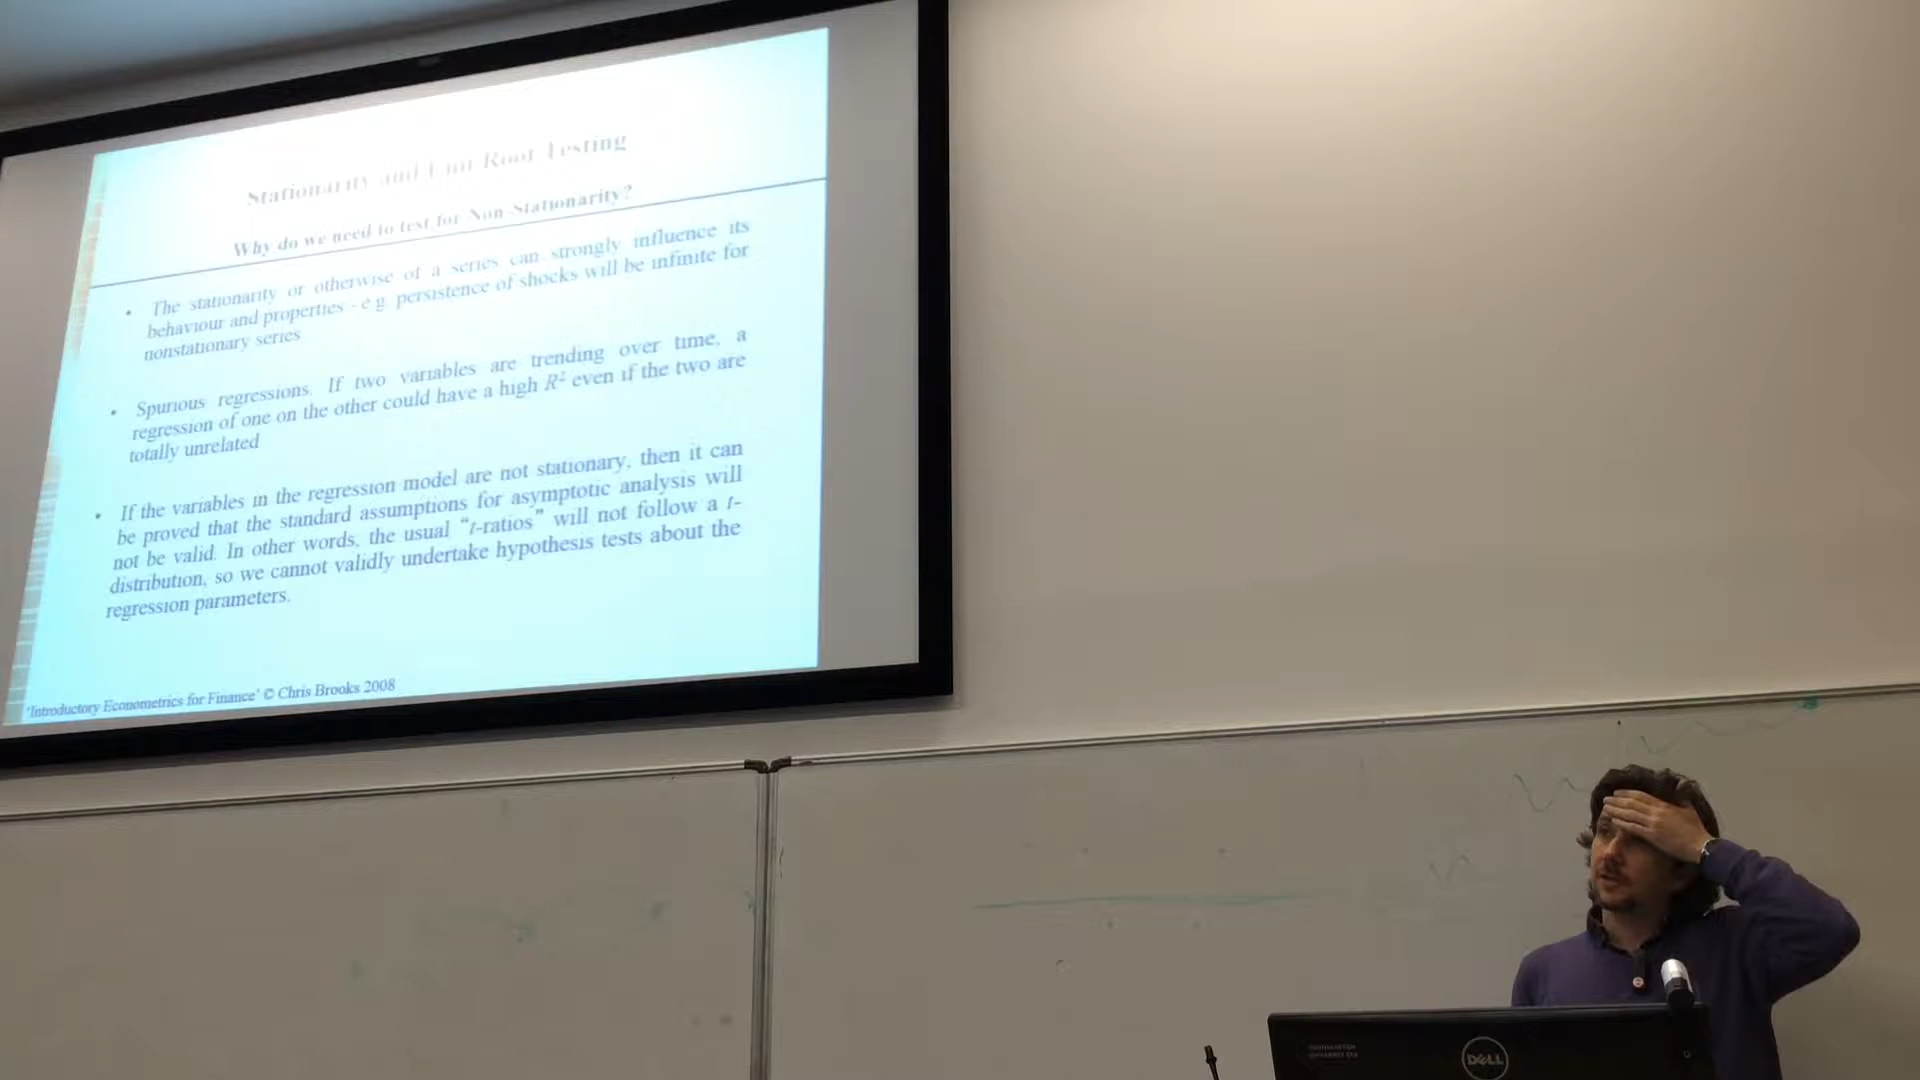 Stationarity and Unit Root Testing
Why do we need to test for Non-Stationarity?
• The stationarity or otherwise of a series can strongly influence its
behaviour and properties - e.g. persistence of shocks will be infinite for
nonstationary series
• Spurious regressions. If two variables are trending over time, a
regression of one on the other could have a high R² even if the two are
totally unrelated
• If the variables in the regression model are not stationary, then it can
be proved that the standard assumptions for asymptotic analysis will
not be valid. In other words, the usual “t-ratios” will not follow a t-
distribution, so we cannot validly undertake hypothesis tests about the
regression parameters.
‘Introductory Econometrics for Finance’ © Chris Brooks 2008
DELL